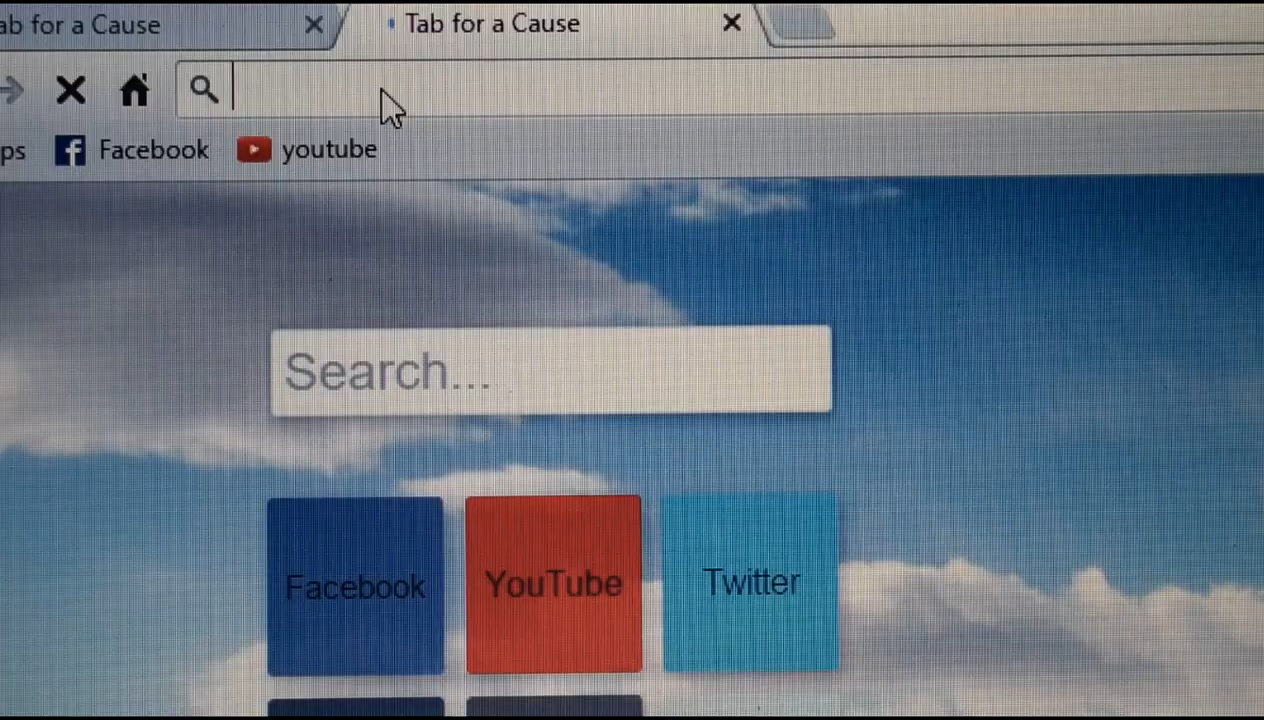 ab for a Cause
Tab for a Cause
ps
Facebook
youtube
Search...
Facebook
YouTube
Twitter